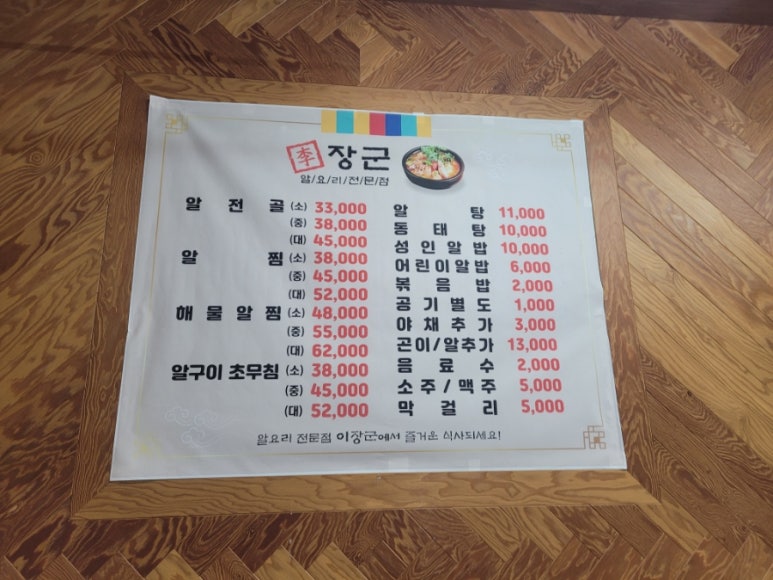 李 장군
알/요/리/전/문/점
알 전 골 (소) 33,000
(중) 38,000
(대) 45,000
알 찜 (소) 38,000
(중) 45,000
(대) 52,000
해 물 알 찜 (소) 48,000
(중) 55,000
(대) 62,000
알구이 초무침 (소) 38,000
(중) 45,000
(대) 52,000
알 탕 11,000
동 태 탕 10,000
성 인 알 밥 10,000
어린이알밥 6,000
볶 음 밥 2,000
공 기 별 도 1,000
야 채 추 가 3,000
곤이/알추가 13,000
음 료 수 2,000
소 주 / 맥 주 5,000
막 걸 리 5,000
알요리 전문점 이장군에서 즐거운 식사되세요!